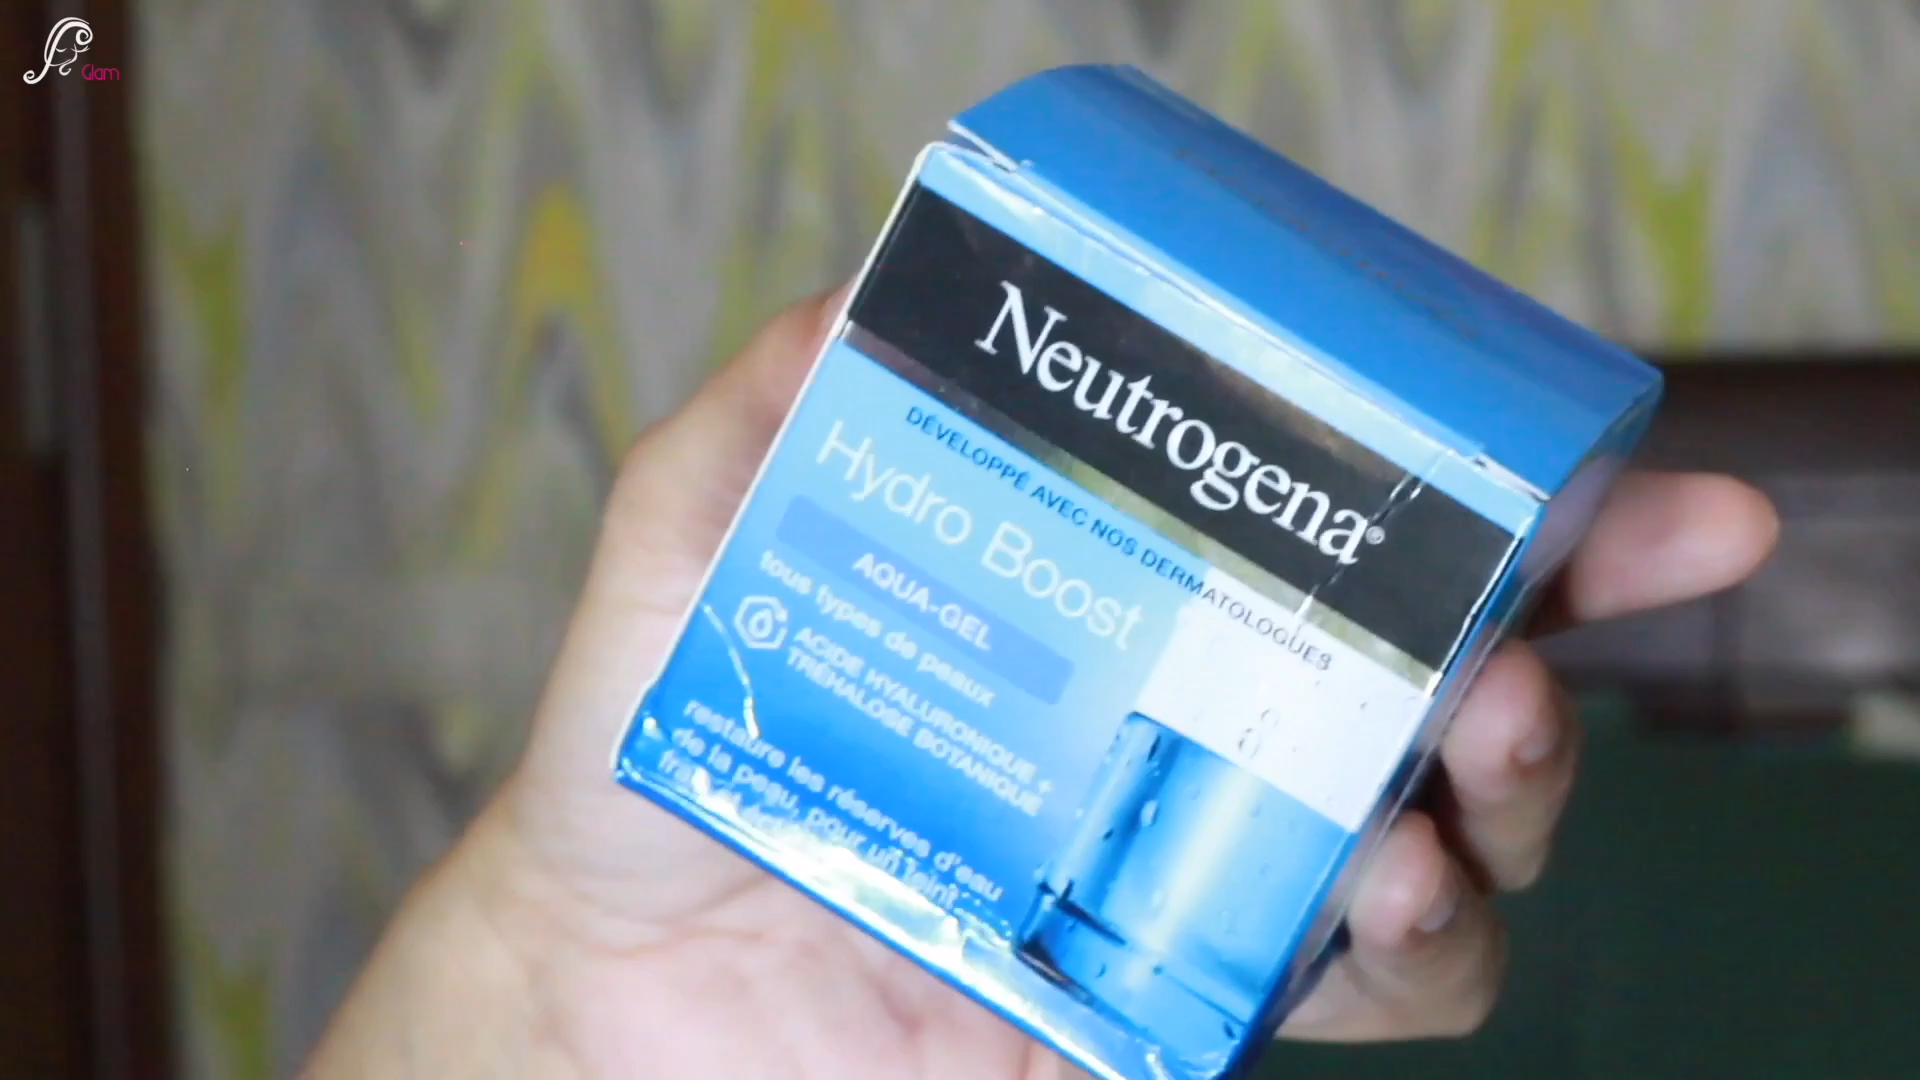 Glam
Neutrogena®
DÉVELOPPÉ AVEC NOS DERMATOLOGUES
Hydro Boost
AQUA-GEL
tous types de peaux
ACIDE HYALURONIQUE +
TRÉHALOSE BOTANIQUE
restaure les réserves d'eau
de la peau, pour un teint